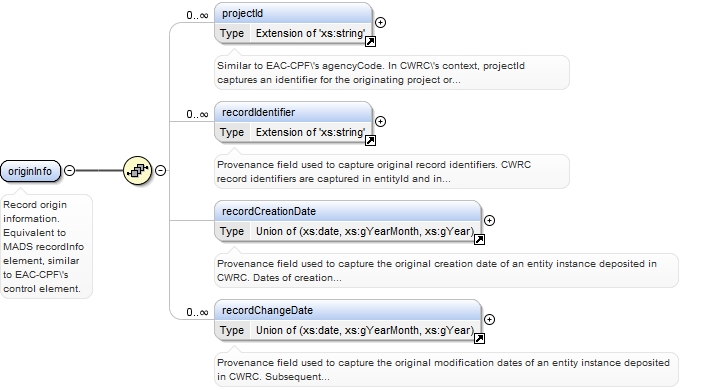 0..∞
projectId
Type Extension of 'xs:string'
Similar to EAC-CPF\'s agencyCode. In CWRC\'s context, projectId
captures an identifier for the originating project or...
0..∞
recordIdentifier
Type Extension of 'xs:string'
Provenance field used to capture original record identifiers. CWRC
record identifiers are captured in entityId and in...
originInfo
Record origin
information.
Equivalent to
MADS recordInfo
element, similar
to EAC-CPF\'s
control element.
recordCreationDate
Type Union of (xs:date, xs:gYearMonth, xs:gYear)
Provenance field used to capture the original creation date of an entity instance deposited in
CWRC. Dates of creation...
0..∞
recordChangeDate
Type Union of (xs:date, xs:gYearMonth, xs:gYear)
Provenance field used to capture the original modification dates of an entity instance deposited
in CWRC. Subsequent...